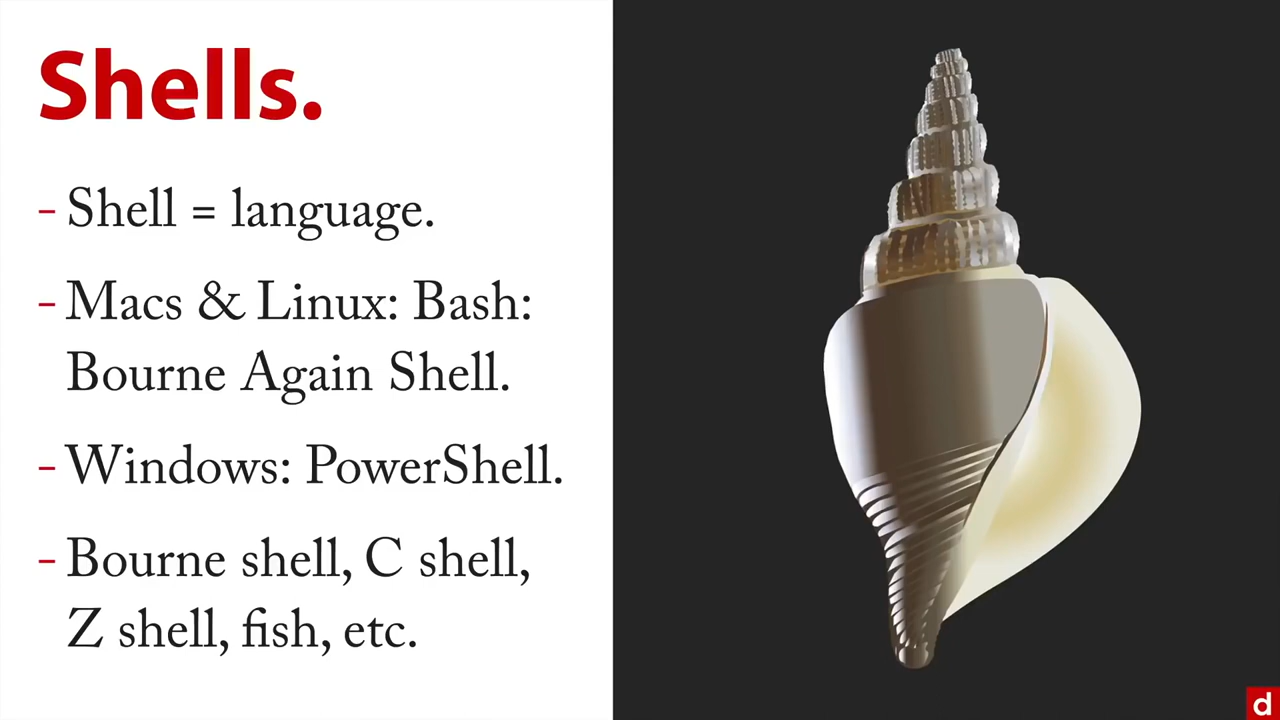 Shells.
- Shell = language.
- Macs & Linux: Bash:
Bourne Again Shell.
- Windows: PowerShell.
- Bourne shell, C shell,
Z shell, fish, etc.
d